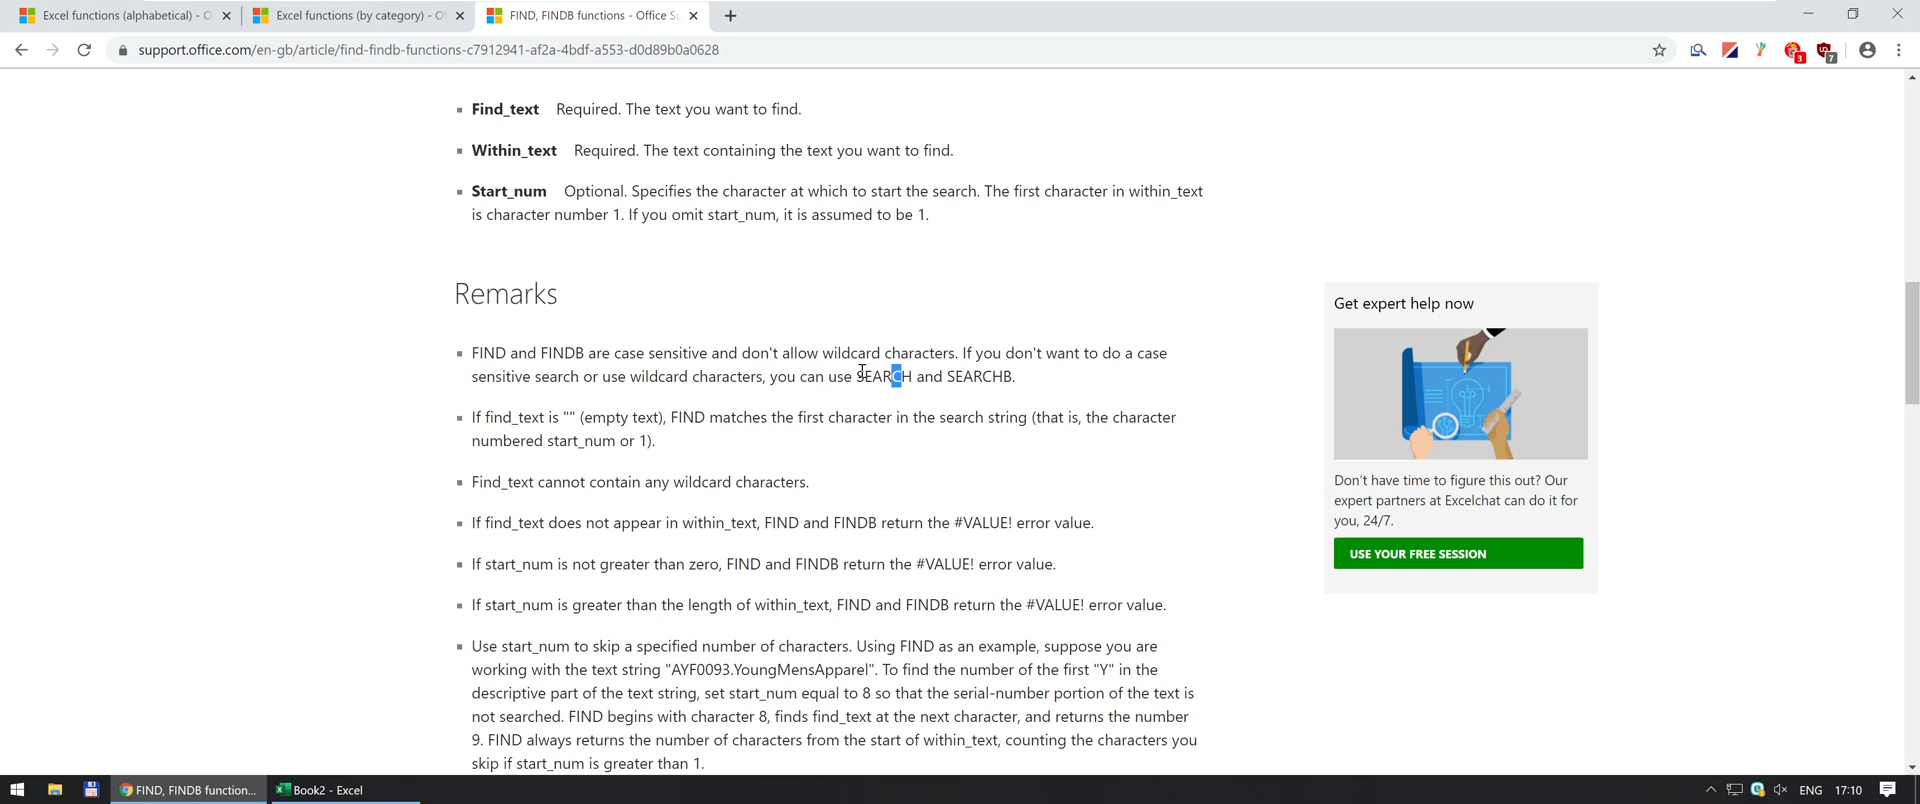 Excel functions (alphabetical) - O
Excel functions (by category) - O
FIND, FINDB functions - Office Su
support.office.com/en-gb/article/find-findb-functions-c7912941-af2a-4bdf-a553-d0d89b0a0628
3
7
Find_text Required. The text you want to find.
Within_text Required. The text containing the text you want to find.
Start_num Optional. Specifies the character at which to start the search. The first character in within_text
is character number 1. If you omit start_num, it is assumed to be 1.
Remarks
FIND and FINDB are case sensitive and don't allow wildcard characters. If you don't want to do a case
sensitive search or use wildcard characters, you can use SEARCH and SEARCHB.
If find_text is "" (empty text), FIND matches the first character in the search string (that is, the character
numbered start_num or 1).
Find_text cannot contain any wildcard characters.
If find_text does not appear in within_text, FIND and FINDB return the #VALUE! error value.
If start_num is not greater than zero, FIND and FINDB return the #VALUE! error value.
If start_num is greater than the length of within_text, FIND and FINDB return the #VALUE! error value.
Use start_num to skip a specified number of characters. Using FIND as an example, suppose you are
working with the text string "AYF0093.YoungMensApparel". To find the number of the first "Y" in the
descriptive part of the text string, set start_num equal to 8 so that the serial-number portion of the text is
not searched. FIND begins with character 8, finds find_text at the next character, and returns the number
9. FIND always returns the number of characters from the start of within_text, counting the characters you
skip if start_num is greater than 1.
Get expert help now
Don't have time to figure this out? Our
expert partners at Excelchat can do it for
you, 24/7.
USE YOUR FREE SESSION
FIND, FINDB function...
Book2 - Excel
ENG
17:10